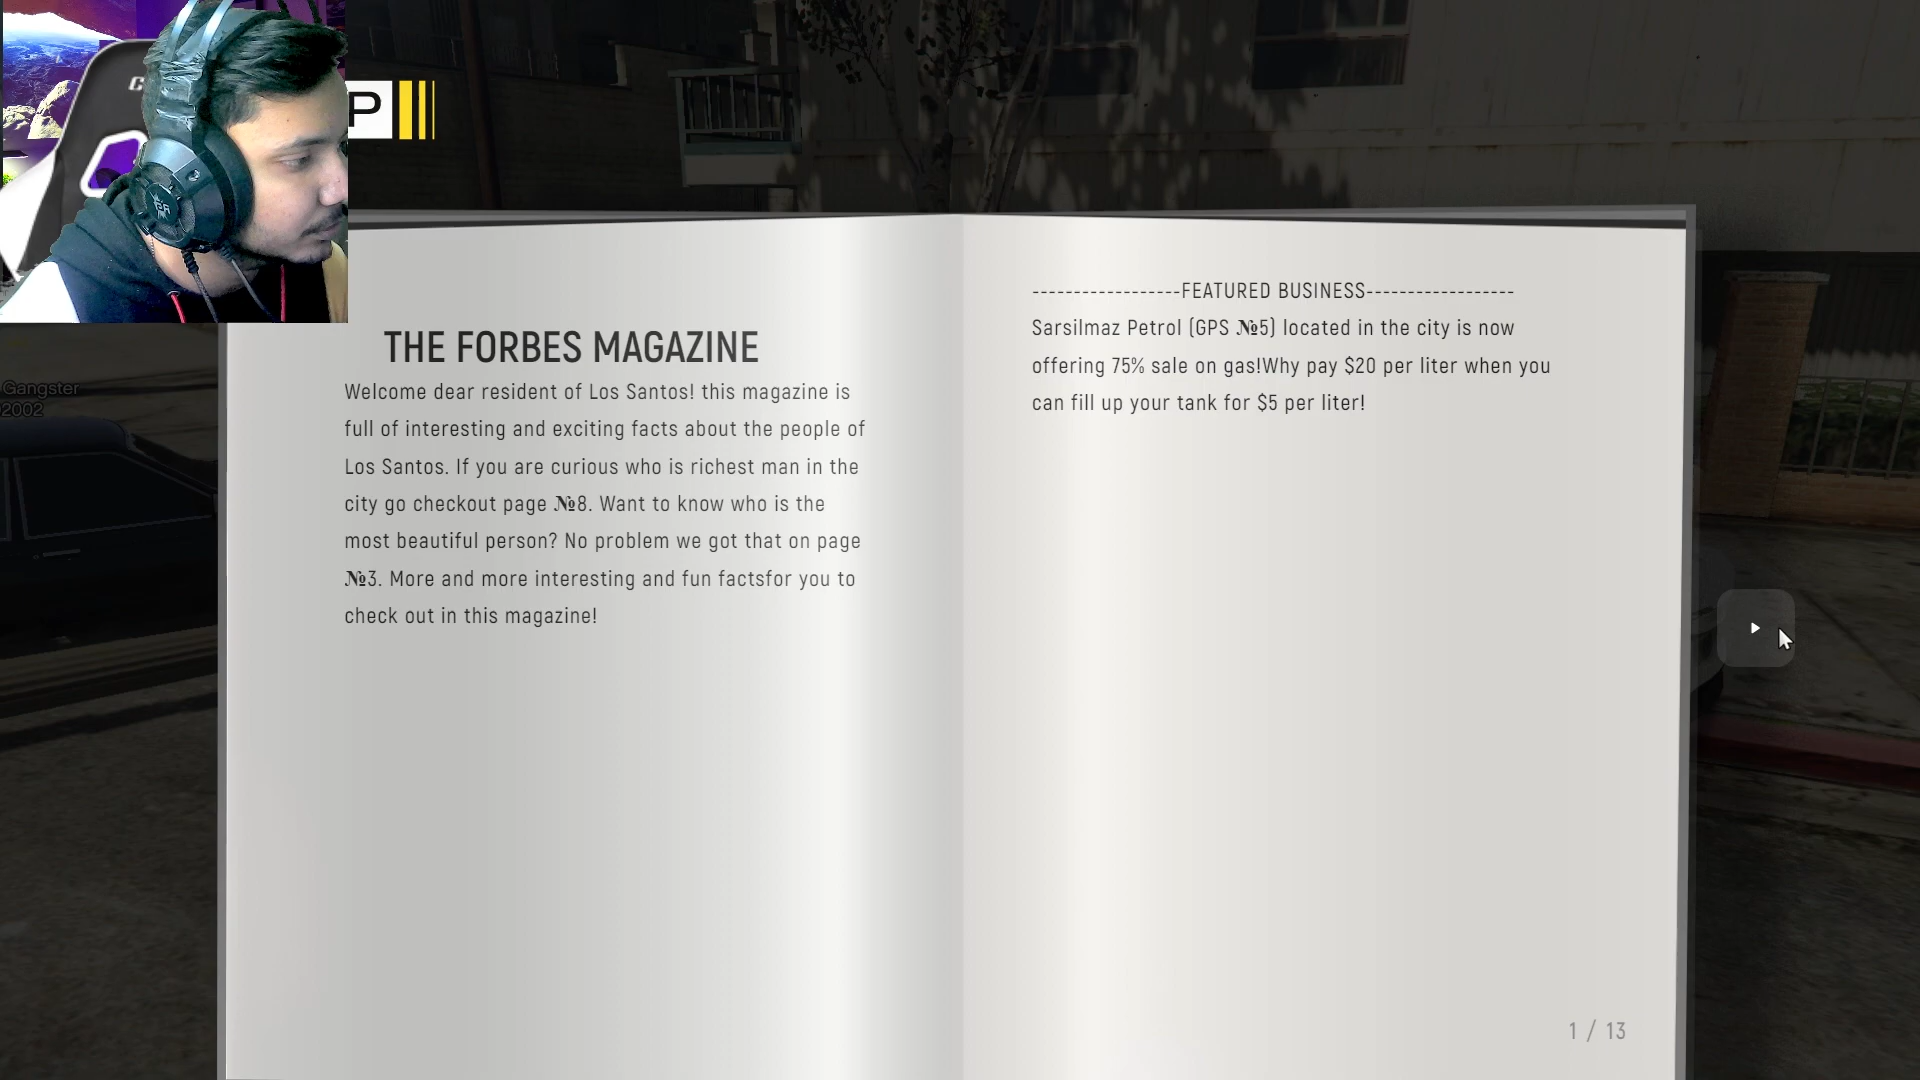 P
Gangster
2002
THE FORBES MAGAZINE
Welcome dear resident of Los Santos! this magazine is
full of interesting and exciting facts about the people of
Los Santos. If you are curious who is richest man in the
city go checkout page №8. Want to know who is the
most beautiful person? No problem we got that on page
№3. More and more interesting and fun factsfor you to
check out in this magazine!
------------------FEATURED BUSINESS------------------
Sarsilmaz Petrol (GPS №5) located in the city is now
offering 75% sale on gas!Why pay $20 per liter when you
can fill up your tank for $5 per liter!
1 / 13